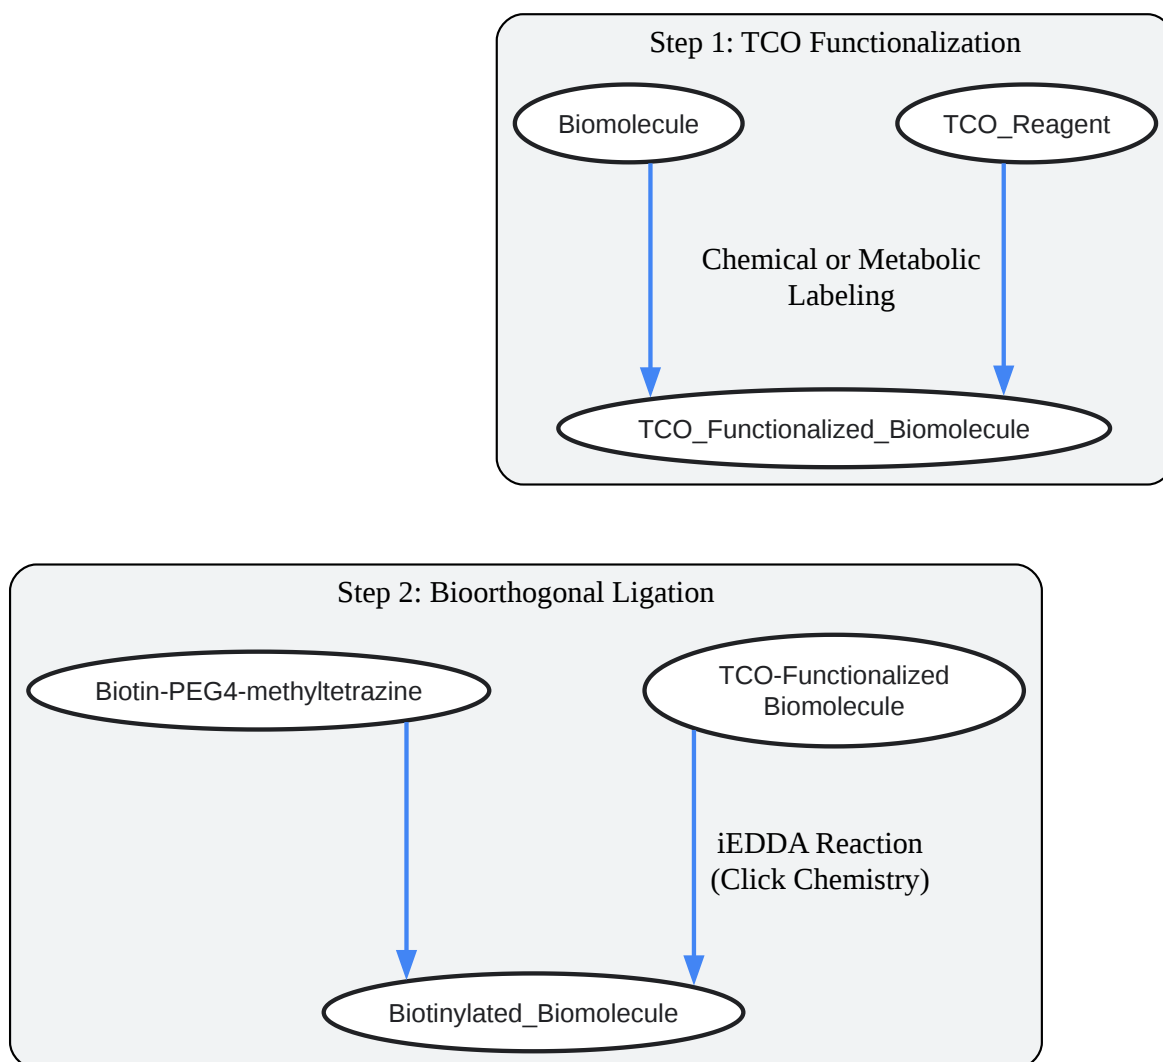 Step 1: TCO Functionalization
Biomolecule
TCO_Reagent
Chemical or Metabolic
Labeling
TCO_Functionalized_Biomolecule
Step 2: Bioorthogonal Ligation
Biotin-PEG4-methyltetrazine
TCO-Functionalized
Biomolecule
iEDDA Reaction
(Click Chemistry)
Biotinylated_Biomolecule